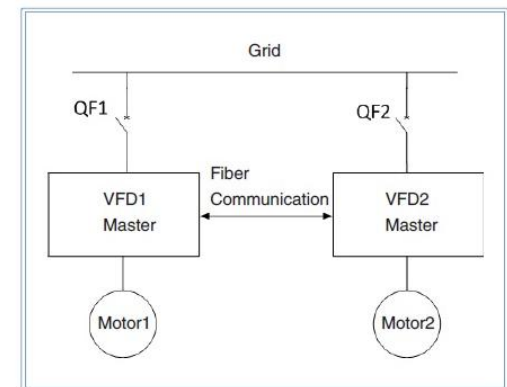 Grid
QF1
QF2
Fiber
Communication
VFD1
Master
VFD2
Master
Motor1
Motor2